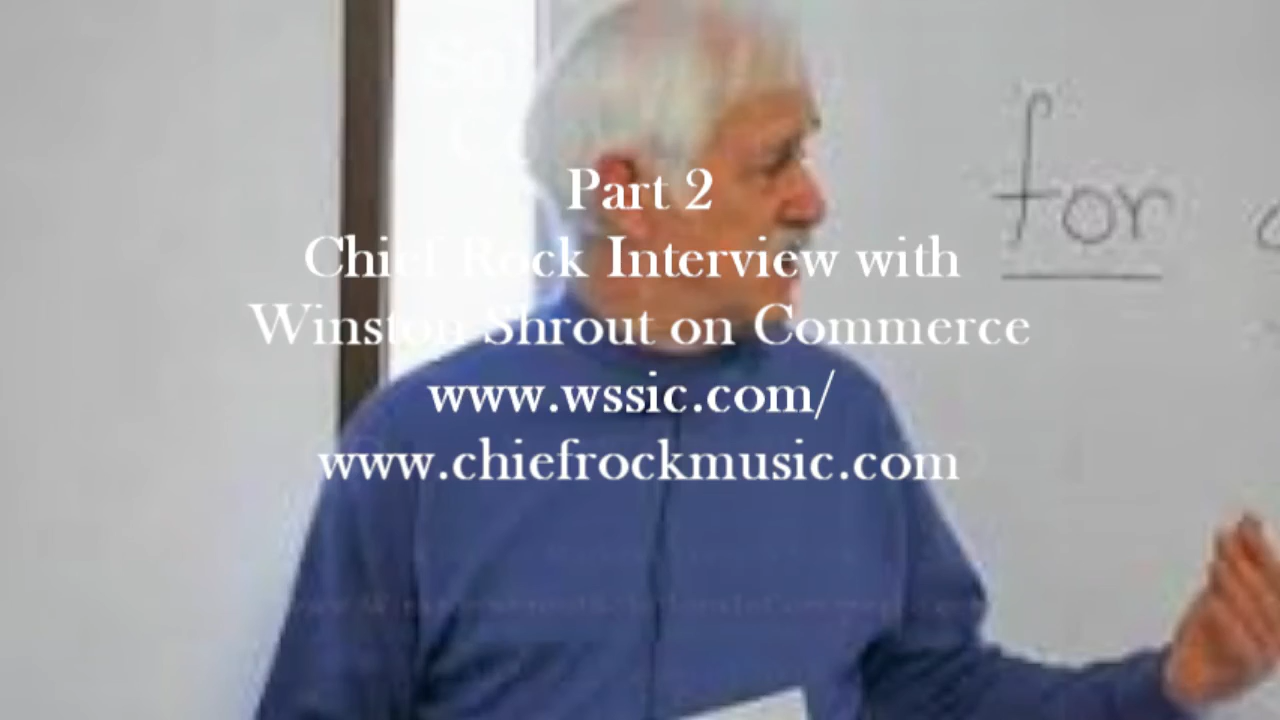 Part 2
Chief Rock Interview with
Winston Shrout on Commerce
www.wssic.com/
www.chiefrockmusic.com
for